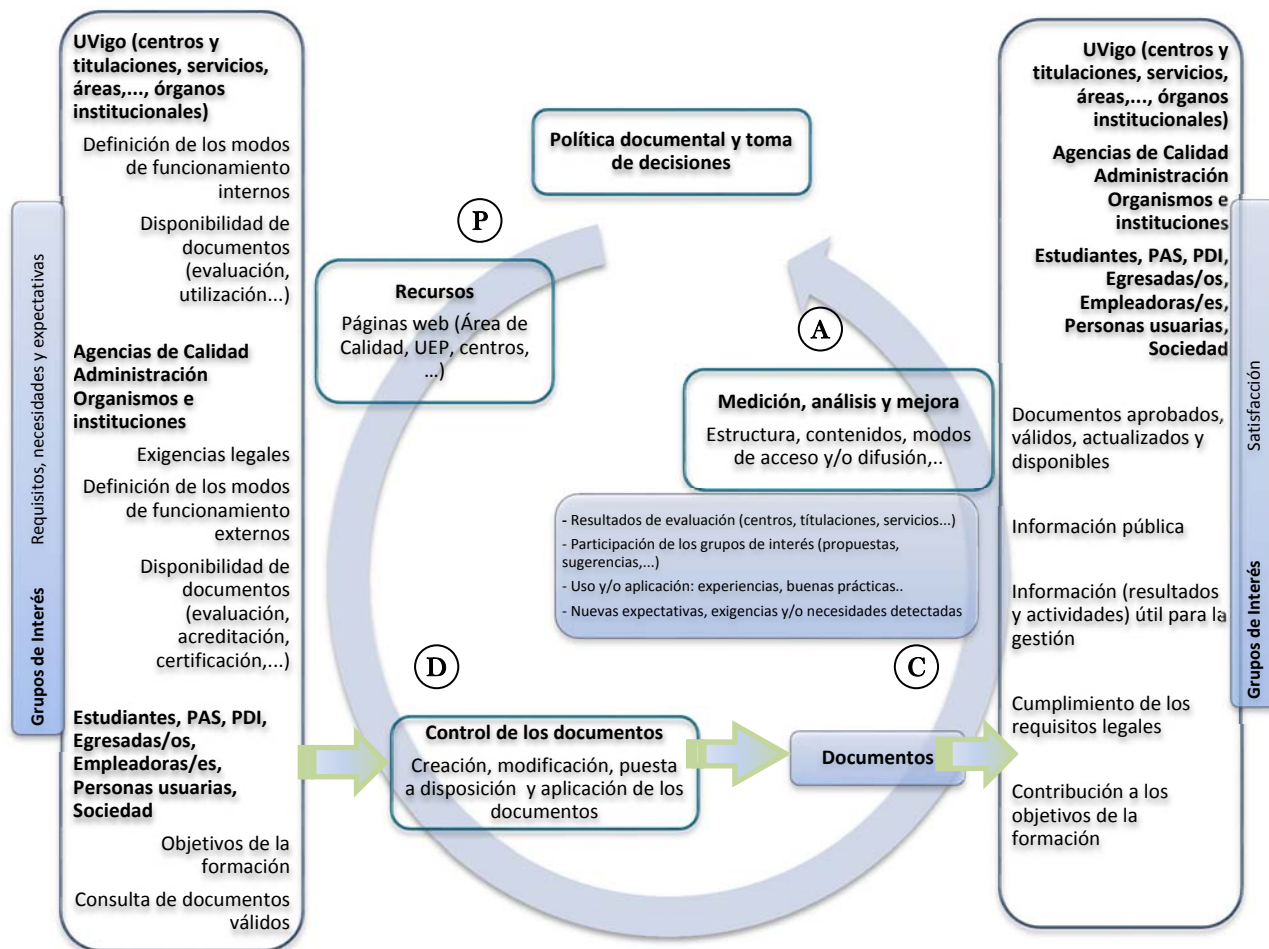 UVigo (centros y
titulaciones, servicios,
áreas,..., órganos
institucionales)
Definición de los modos
de funcionamiento
internos
Disponibilidad de
documentos
(evaluación,
utilización...)
Agencias de Calidad
Administración
Organismos e
instituciones
Exigencias legales
Definición de los modos
de funcionamiento
externos
Disponibilidad de
documentos
(evaluación,
acreditación,
certificación,...)
Estudiantes, PAS, PDI,
Egresadas/os,
Empleadoras/es,
Personas usuarias,
Sociedad
Objetivos de la
formación
Consulta de documentos
válidos
Grupos de Interés Requisitos, necesidades y expectativas
Política documental y toma
de decisiones
P
Recursos
Páginas web (Área de
Calidad, UEP, centros,
...)
A
Medición, análisis y mejora
Estructura, contenidos, modos
de acceso y/o difusión,..
- Resultados de evaluación (centros, títulaciones, servicios...)
- Participación de los grupos de interés (propuestas,
sugerencias,...)
- Uso y/o aplicación: experiencias, buenas prácticas..
- Nuevas expectativas, exigencias y/o necesidades detectadas
D
C
Control de los documentos
Creación, modificación, puesta
a disposición y aplicación de los
documentos
Documentos
UVigo (centros y
titulaciones, servicios,
áreas,..., órganos
institucionales)
Agencias de Calidad
Administración
Organismos e
instituciones
Estudiantes, PAS, PDI,
Egresadas/os,
Empleadoras/es,
Personas usuarias,
Sociedad
Documentos aprobados,
válidos, actualizados y
disponibles
Información pública
Información (resultados
y actividades) útil para la
gestión
Cumplimiento de los
requisitos legales
Contribución a los
objetivos de la
formación
Grupos de Interés Satisfacción